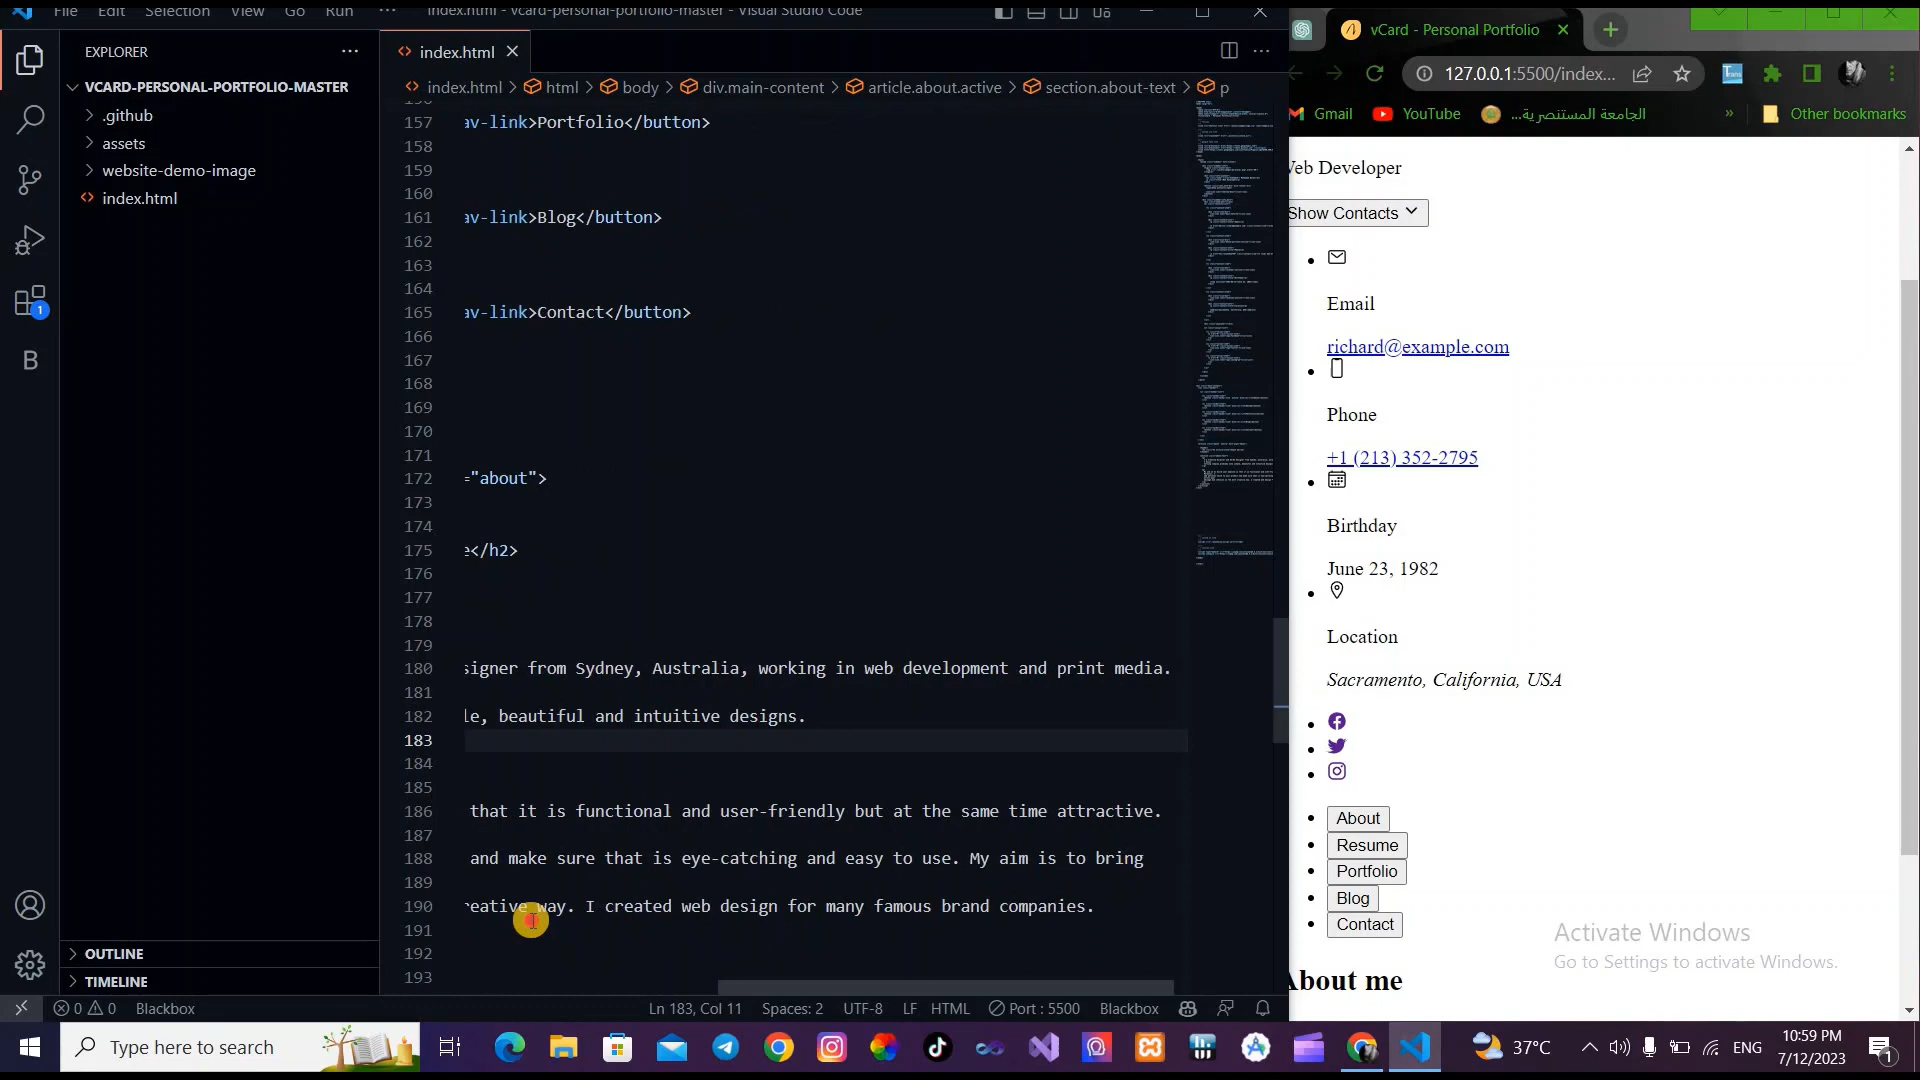 File Edit Selection View Go Run ··· index.html - vcard-personal-portfolio-master - Visual Studio Code
EXPLORER
VCARD-PERSONAL-PORTFOLIO-MASTER
.github
assets
website-demo-image
index.html
OUTLINE
TIMELINE
index.html
index.html > html > body > div.main-content > article.about.active > section.about-text > p
157 av-link>Portfolio</button>
158
159
160
161 av-link>Blog</button>
162
163
164
165 av-link>Contact</button>
166
167
168
169
170
171
172 ="about">
173
174
175 e</h2>
176
177
178
179
180 signer from Sydney, Australia, working in web development and print media.
181
182 le, beautiful and intuitive designs.
183
184
185
186 that it is functional and user-friendly but at the same time attractive.
187
188 and make sure that is eye-catching and easy to use. My aim is to bring
189
190 reative way. I created web design for many famous brand companies.
191
192
193
0 0 Blackbox Ln 183, Col 11 Spaces: 2 UTF-8 LF HTML Port : 5500 Blackbox
vCard - Personal Portfolio
127.0.0.1:5500/index...
Gmail YouTube الجامعة المستنصرية... » Other bookmarks
Web Developer
Show Contacts
Email
richard@example.com
Phone
+1 (213) 352-2795
Birthday
June 23, 1982
Location
Sacramento, California, USA
About
Resume
Portfolio
Blog
Contact
About me
Activate Windows
Go to Settings to activate Windows.
Type here to search
37°C ENG 10:59 PM
7/12/2023
1